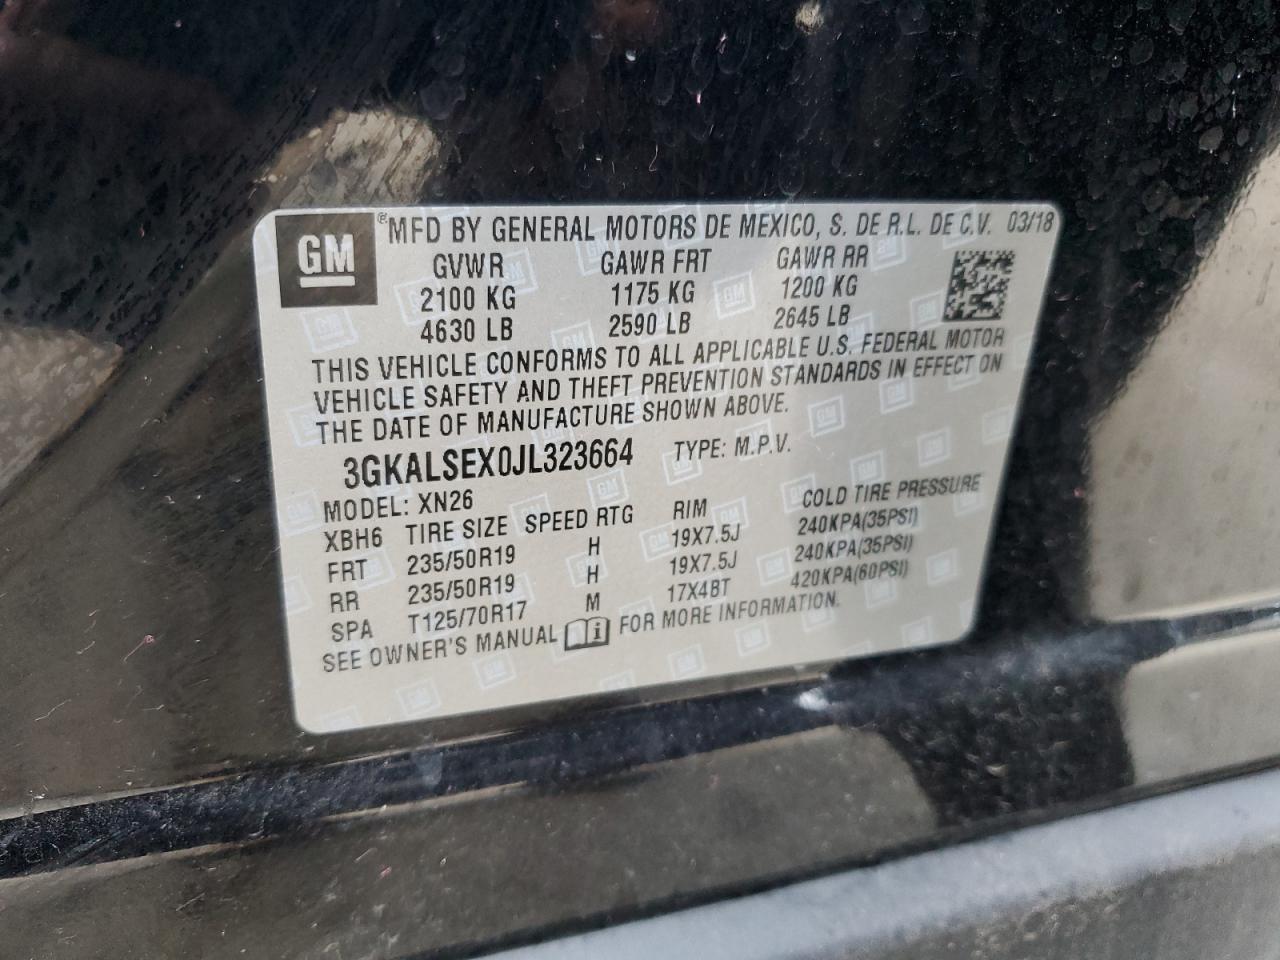 GM
® MFD BY GENERAL MOTORS DE MEXICO, S. DE R.L. DE C.V. 03/18
GVWR GAWR FRT GAWR RR
2100 KG 1175 KG 1200 KG
4630 LB 2590 LB 2645 LB
THIS VEHICLE CONFORMS TO ALL APPLICABLE U.S. FEDERAL MOTOR
VEHICLE SAFETY AND THEFT PREVENTION STANDARDS IN EFFECT ON
THE DATE OF MANUFACTURE SHOWN ABOVE.
3GKALSEX0JL323664 TYPE: M.P.V.
MODEL: XN26
XBH6 TIRE SIZE SPEED RTG RIM COLD TIRE PRESSURE
FRT 235/50R19 H 19X7.5J 240KPA(35PSI)
RR 235/50R19 H 19X7.5J 240KPA(35PSI)
SPA T125/70R17 M 17X4BT 420KPA(60PSI)
SEE OWNER'S MANUAL i FOR MORE INFORMATION.